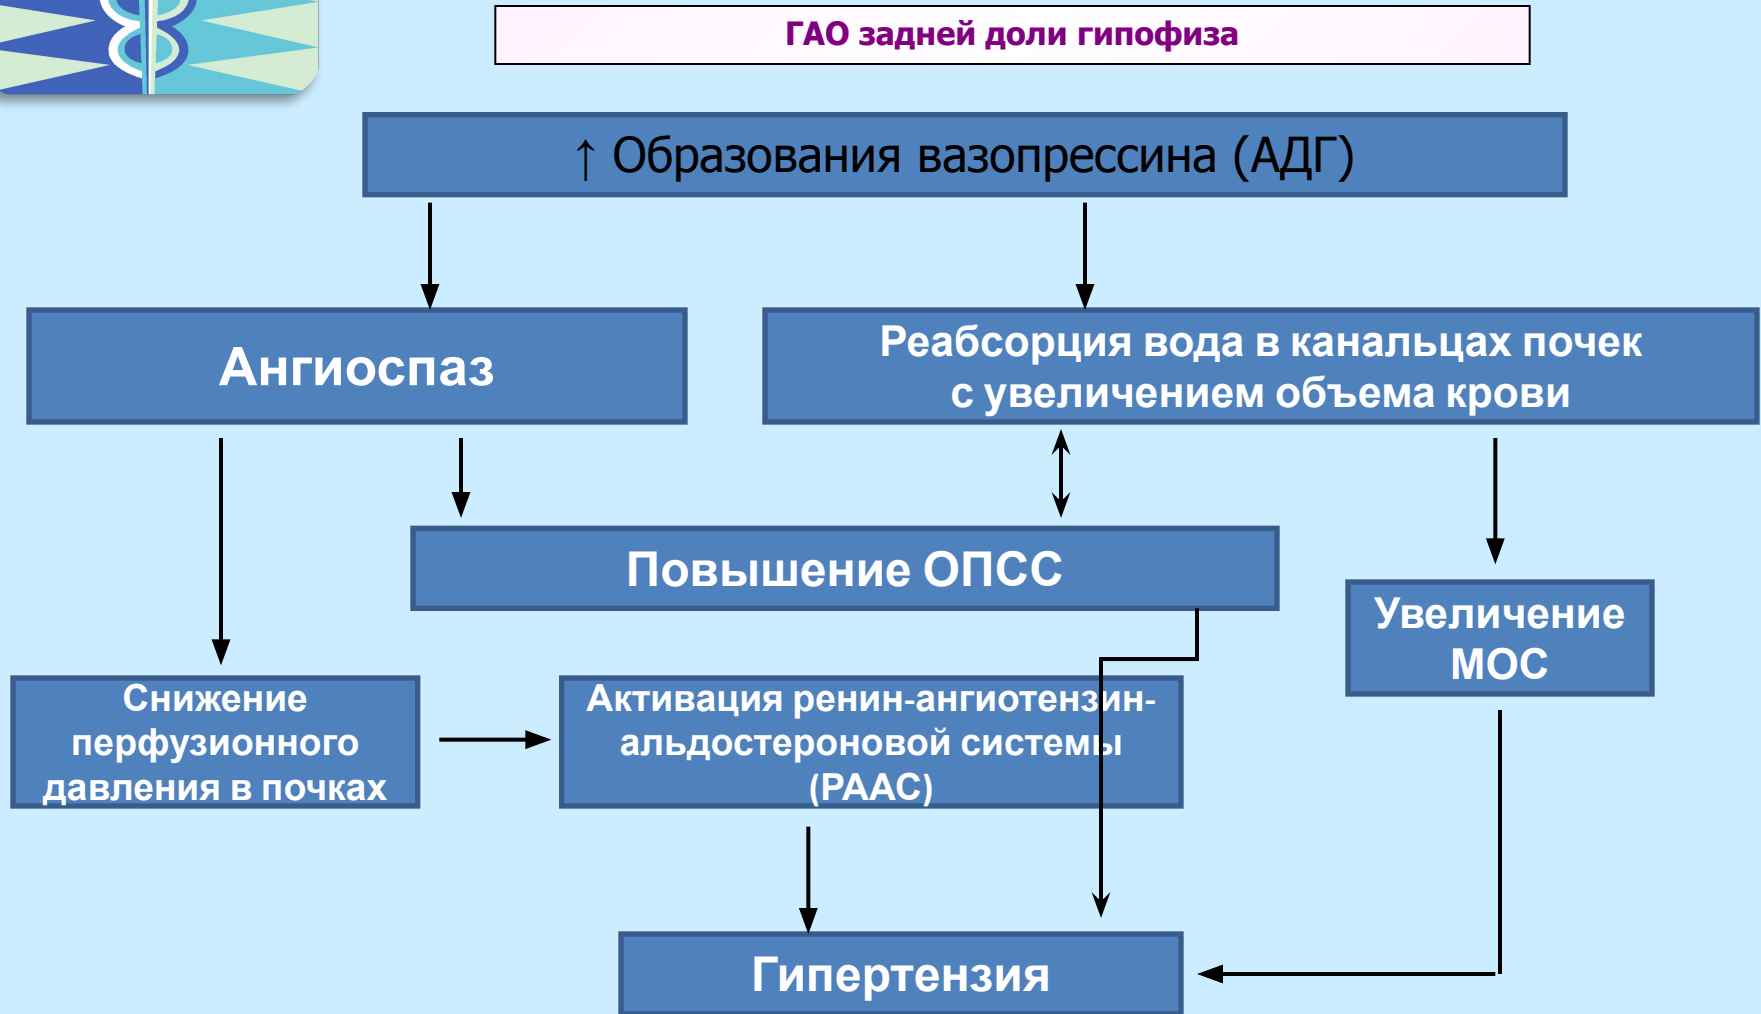 ГАО задней доли гипофиза
↑ Образования вазопрессина (АДГ)
Ангиоспаз
Реабсорция вода в канальцах почек
с увеличением объема крови
Повышение ОПСС
Увеличение
МОС
Снижение
перфузионного
давления в почках
Активация ренин-ангиотензин-
альдостероновой системы
(РААС)
Гипертензия